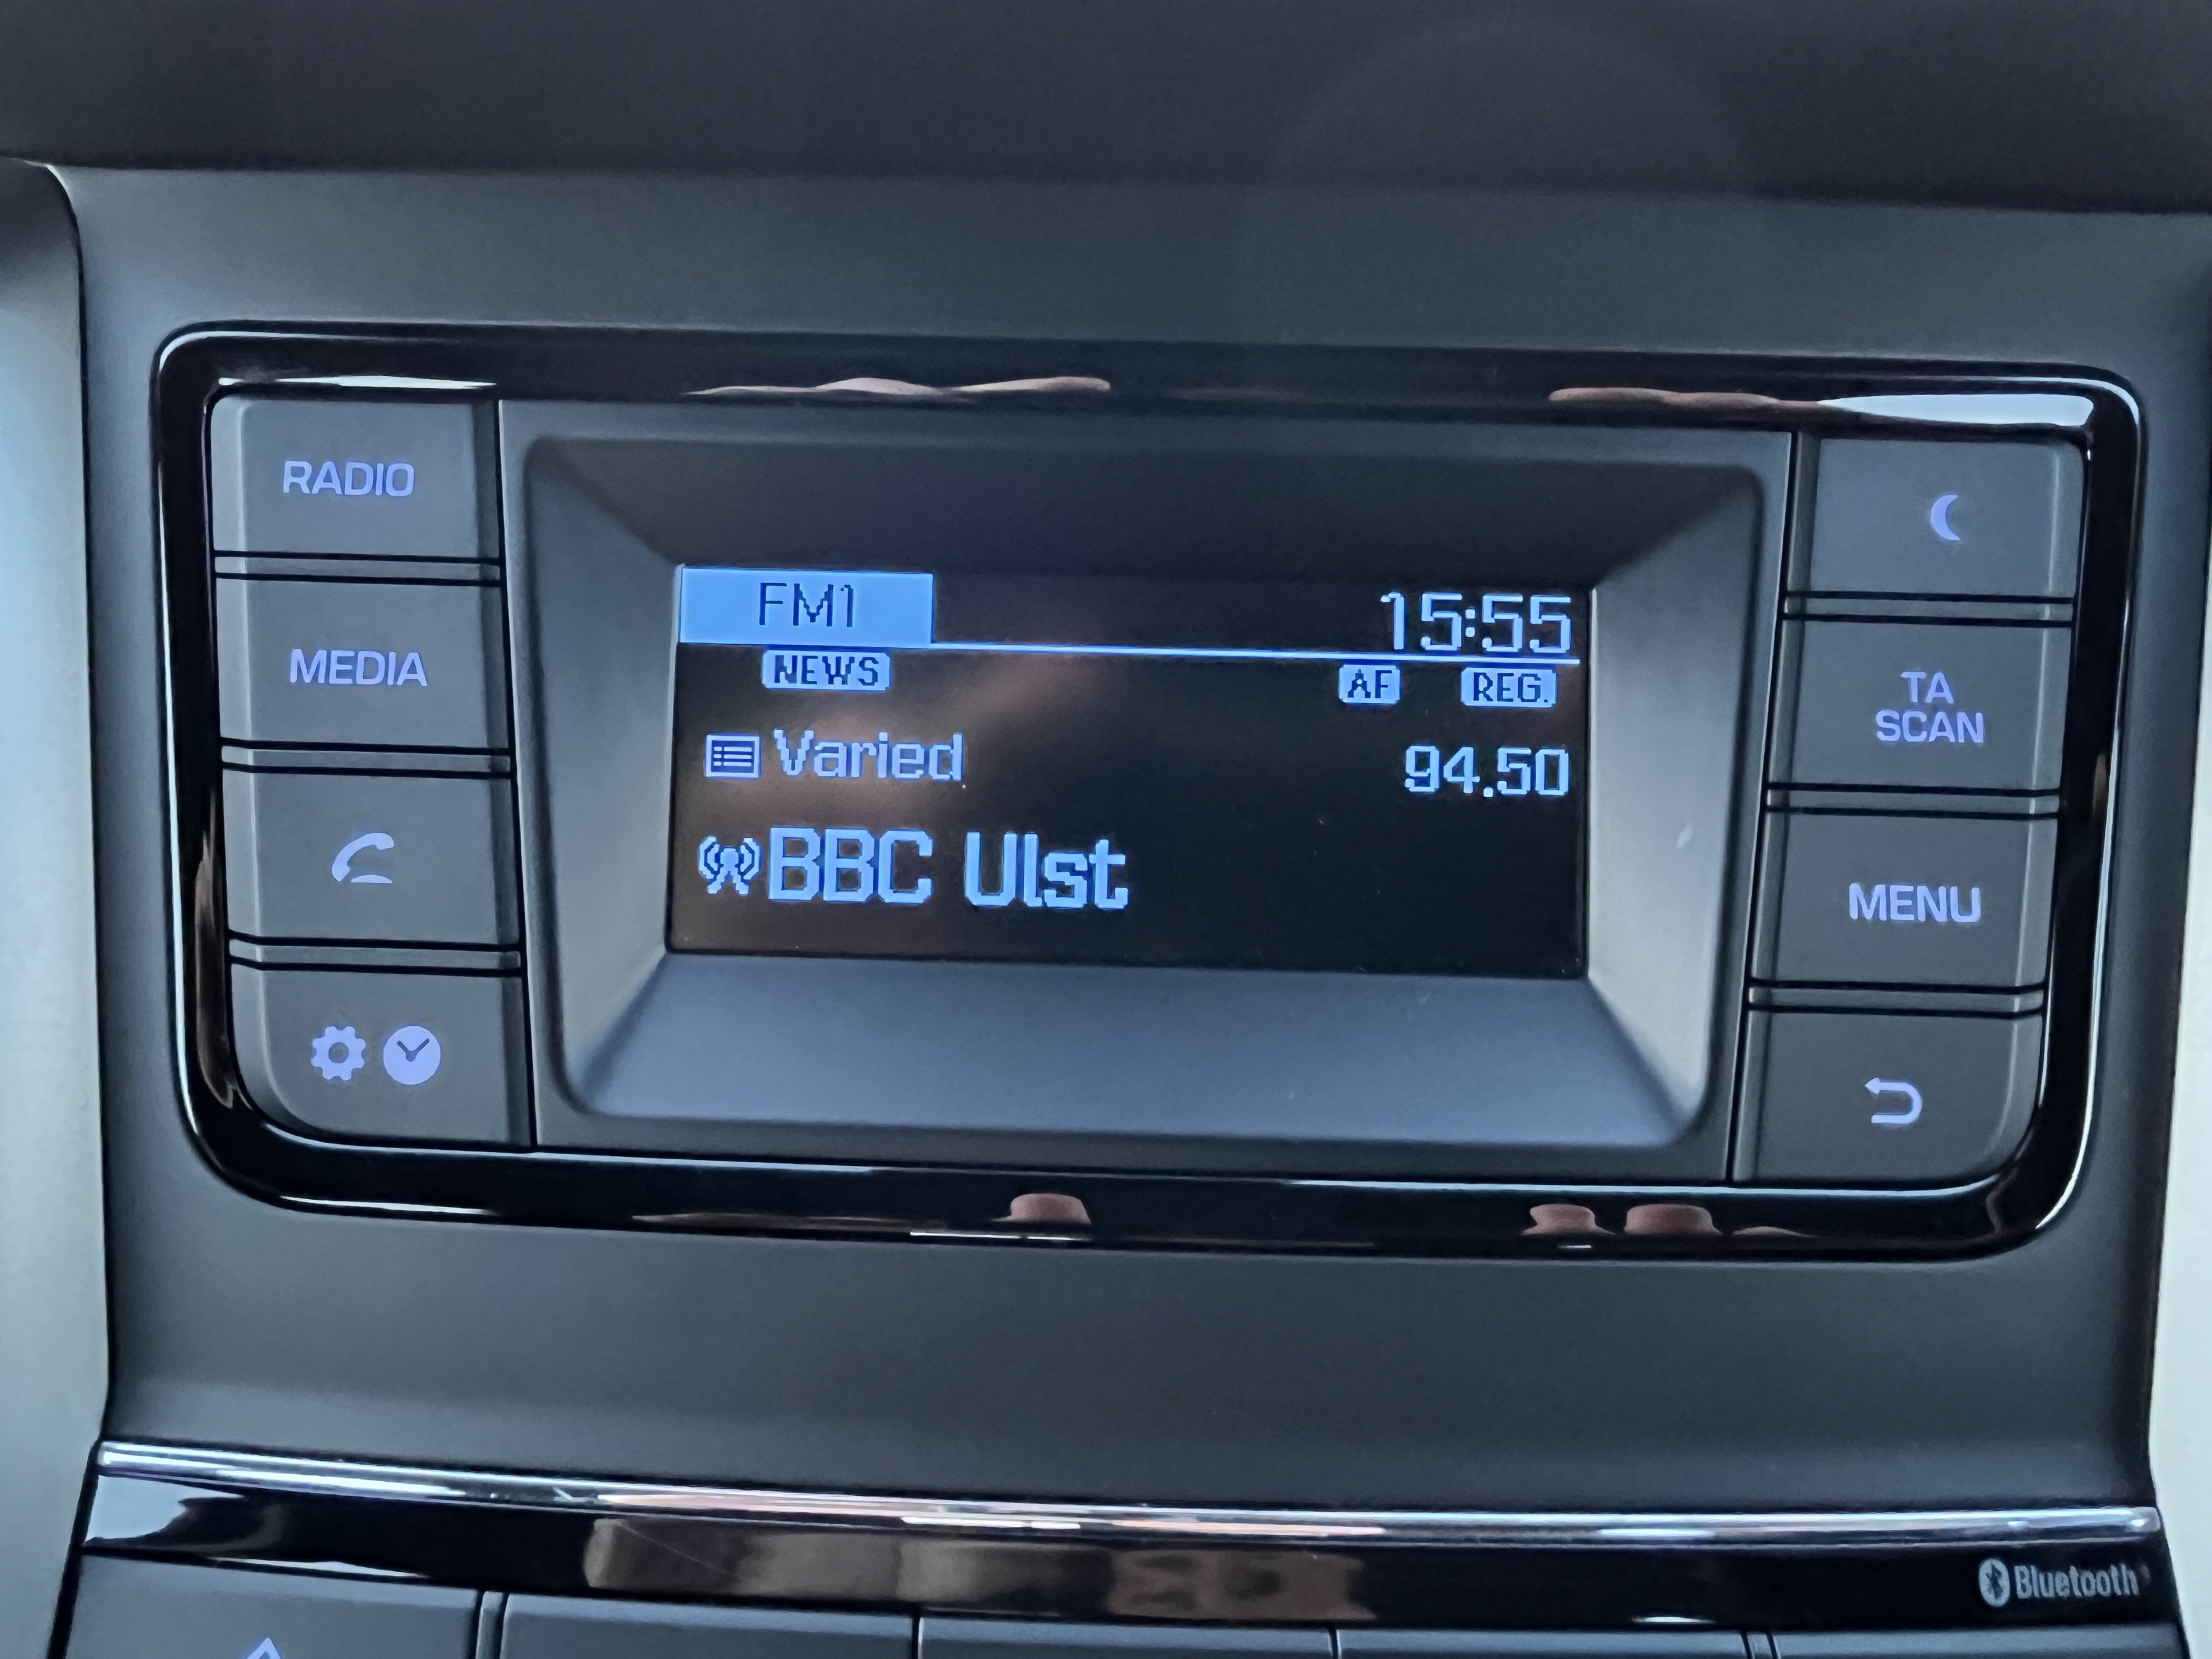 RADIO
MEDIA
FM1 15:55
NEWS AF REG.
Varied 94.50
BBC Ulst
TA
SCAN
MENU
Bluetooth